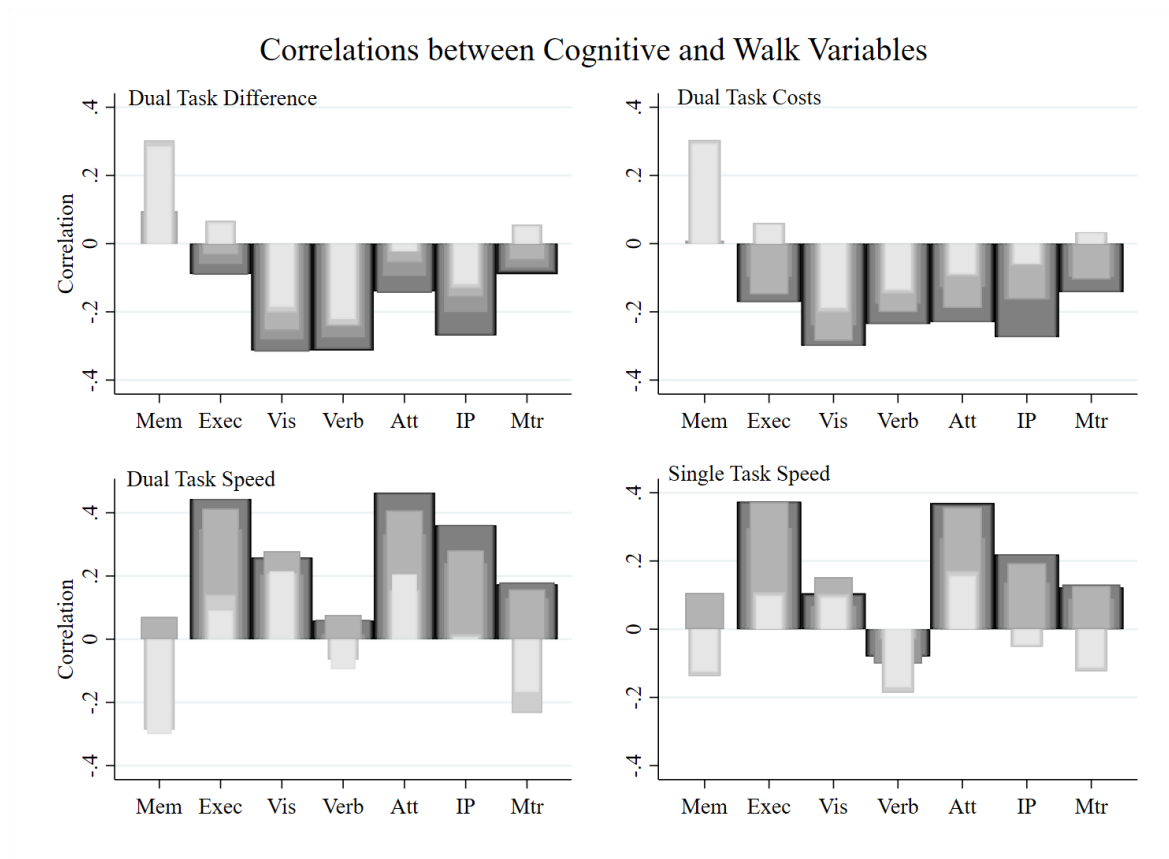 Correlations between Cognitive and Walk Variables
Dual Task Difference
Correlation
.4
.2
0
-.2
-.4
Mem Exec Vis Verb Att IP Mtr
Dual Task Costs
.4
.2
0
-.2
-.4
Mem Exec Vis Verb Att IP Mtr
Dual Task Speed
Correlation
.4
.2
0
-.2
-.4
Mem Exec Vis Verb Att IP Mtr
Single Task Speed
.4
.2
0
-.2
-.4
Mem Exec Vis Verb Att IP Mtr